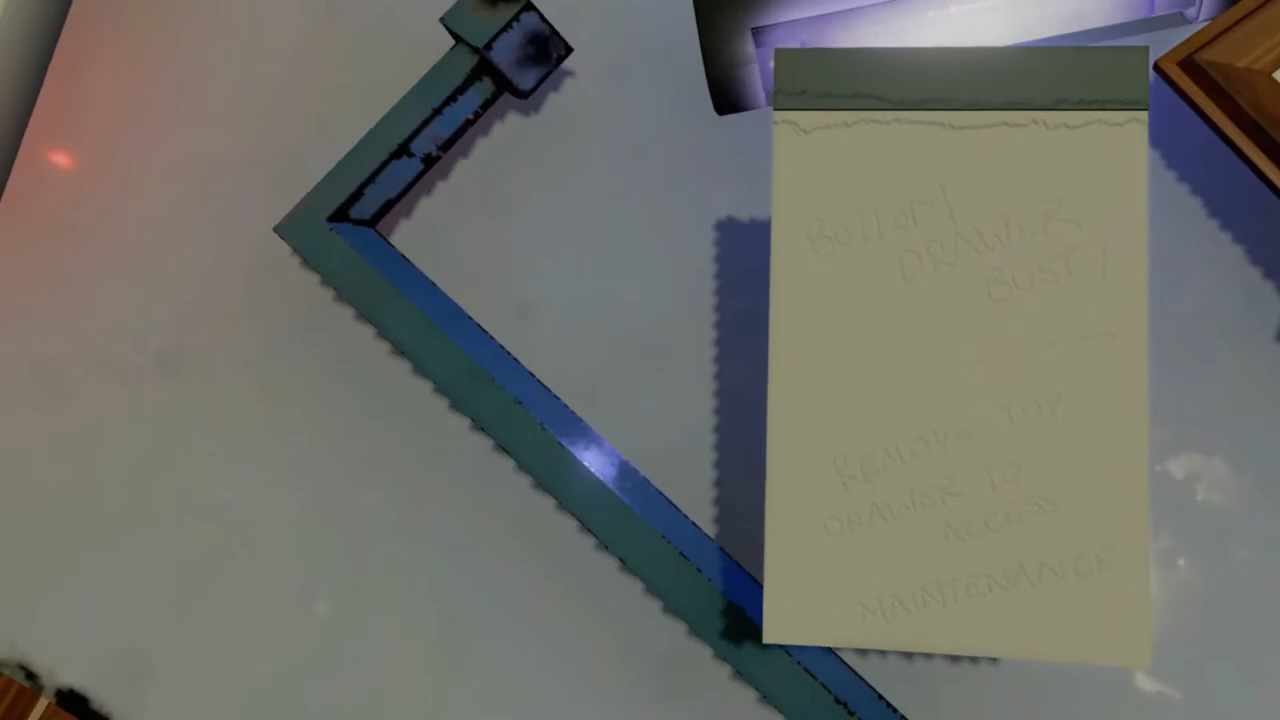 BOTTOM
DRAWER
BUST!
REMOVE TOP
DRAWER TO
ACCESS
MAINTENANCE